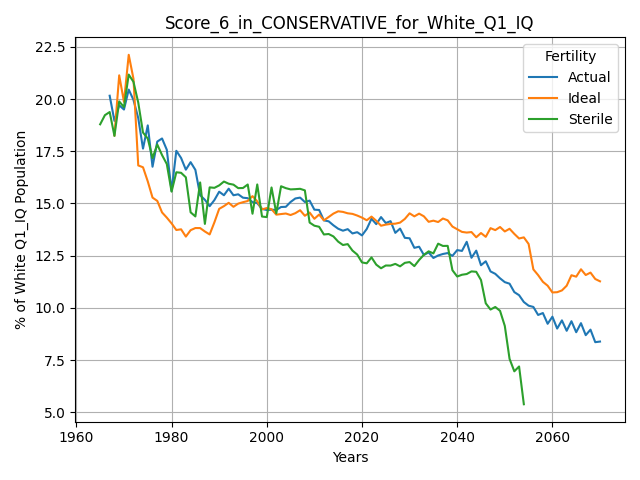 Score_6_in_CONSERVATIVE_for_White_Q1_IQ
% of White Q1_IQ Population
22.5
20.0
17.5
15.0
12.5
10.0
7.5
5.0
Fertility
Actual
Ideal
Sterile
1960
1980
2000
2020
2040
2060
Years